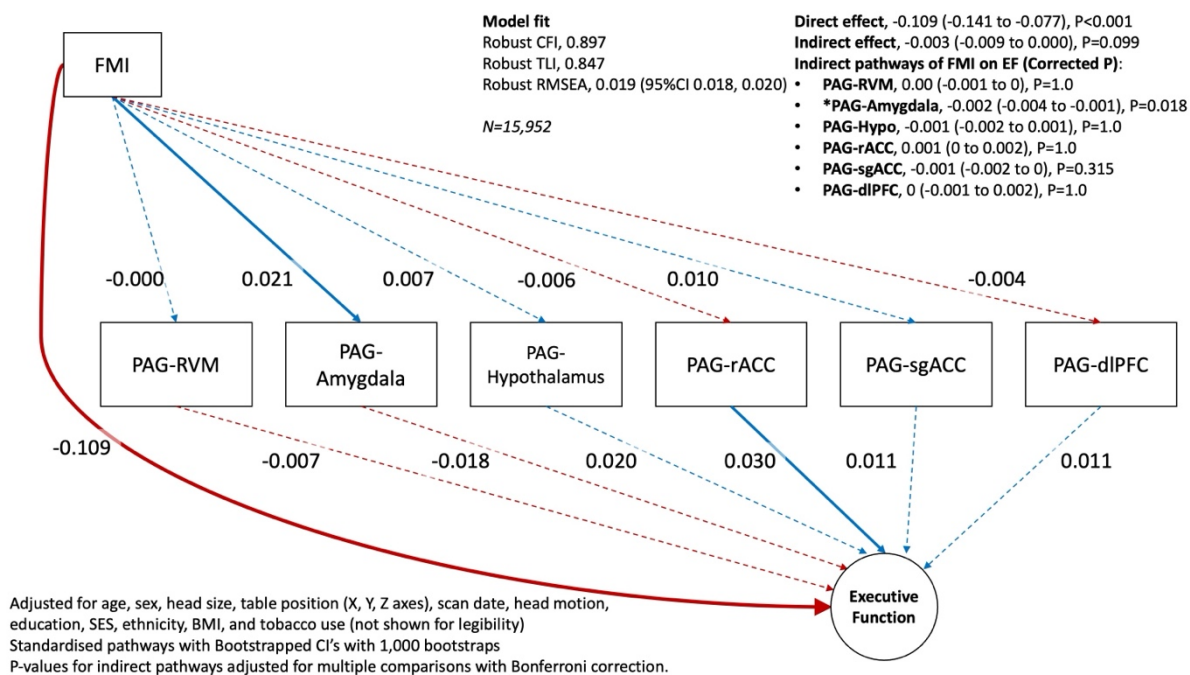 FMI
Model fit
Robust CFI, 0.897
Robust TLI, 0.847
Robust RMSEA, 0.019 (95%CI 0.018, 0.020)
N=15,952
Direct effect, -0.109 (-0.141 to -0.077), P<0.001
Indirect effect, -0.003 (-0.009 to 0.000), P=0.099
Indirect pathways of FMI on EF (Corrected P):
• PAG-RVM, 0.00 (-0.001 to 0), P=1.0
• *PAG-Amygdala, -0.002 (-0.004 to -0.001), P=0.018
• PAG-Hypo, -0.001 (-0.002 to 0.001), P=1.0
• PAG-rACC, 0.001 (0 to 0.002), P=1.0
• PAG-sgACC, -0.001 (-0.002 to 0), P=0.315
• PAG-dlPFC, 0 (-0.001 to 0.002), P=1.0
-0.000
0.021
0.007
-0.006
0.010
-0.004
PAG-RVM
PAG-
Amygdala
PAG-
Hypothalamus
PAG-rACC
PAG-sgACC
PAG-dlPFC
-0.109
-0.007
-0.018
0.020
0.030
0.011
0.011
Executive
Function
Adjusted for age, sex, head size, table position (X, Y, Z axes), scan date, head motion,
education, SES, ethnicity, BMI, and tobacco use (not shown for legibility)
Standardised pathways with Bootstrapped CI's with 1,000 bootstraps
P-values for indirect pathways adjusted for multiple comparisons with Bonferroni correction.